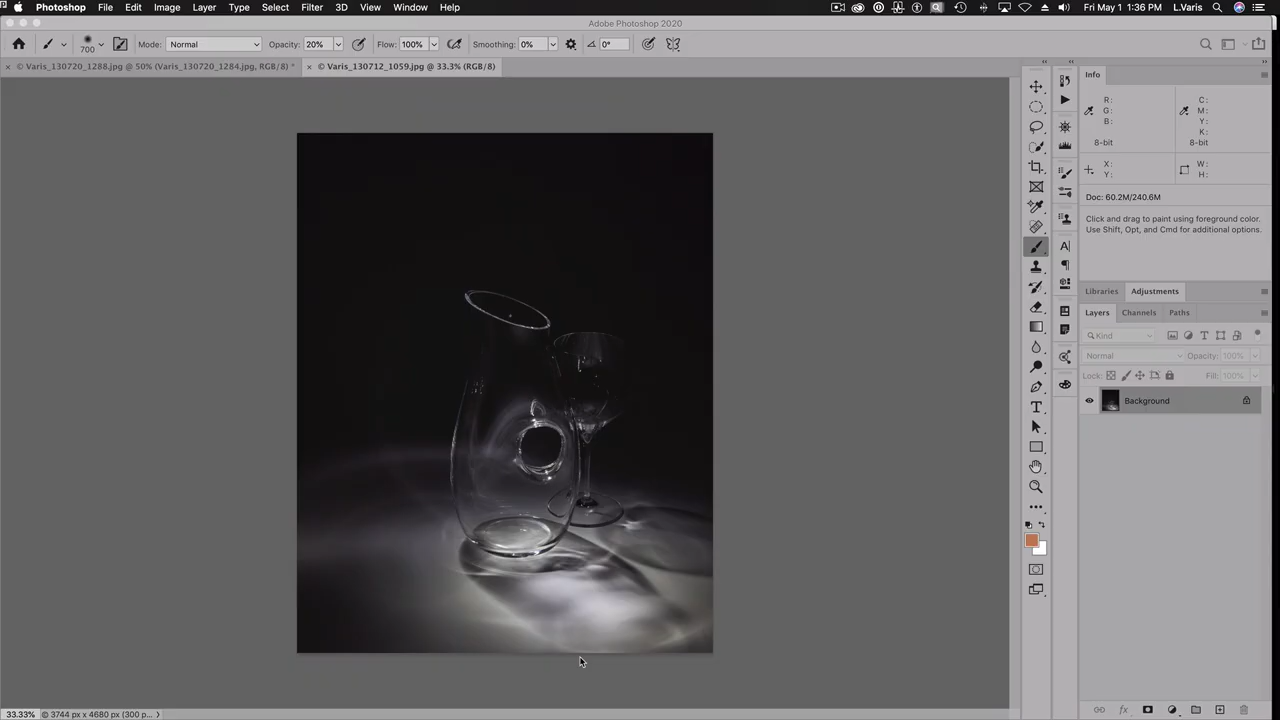 Photoshop File Edit Image Layer Type Select Filter 3D View Window Help Fri May 1 1:36 PM L.Varis
Adobe Photoshop 2020
700 Mode: Normal Opacity: 20% Flow: 100% Smoothing: 0% 0°
× © Varis_130720_1288.jpg @ 50% (Varis_130720_1284.jpg, RGB/8) * × © Varis_130712_1059.jpg @ 33.3% (RGB/8)
Info
R: C:
G: M:
B: Y:
K:
8-bit 8-bit
X: W:
Y: H:
Doc: 60.2M/240.6M
Click and drag to paint using foreground color.
Use Shift, Opt, and Cmd for additional options.
Libraries Adjustments
Layers Channels Paths
Kind
Normal Opacity: 100%
Lock: Fill: 100%
Background
33.33% © 3744 px x 4680 px (300 p...